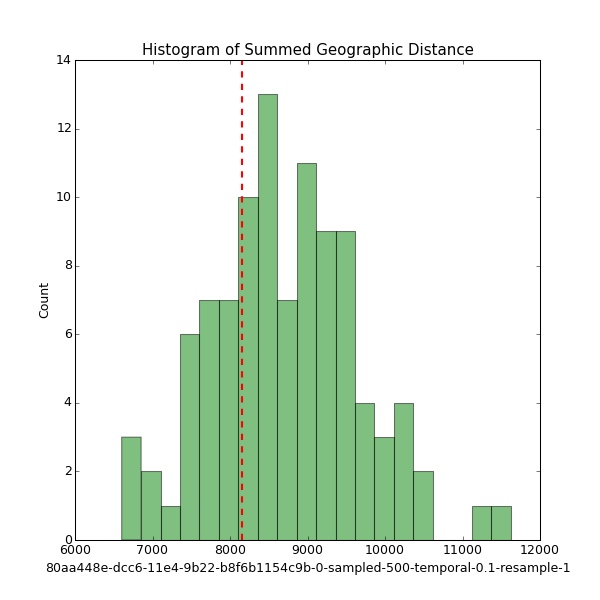 Histogram of Summed Geographic Distance
14
12
10
8
6
4
2
0
Count
6000 7000 8000 9000 10000 11000 12000
80aa448e-dcc6-11e4-9b22-b8f6b1154c9b-0-sampled-500-temporal-0.1-resample-1